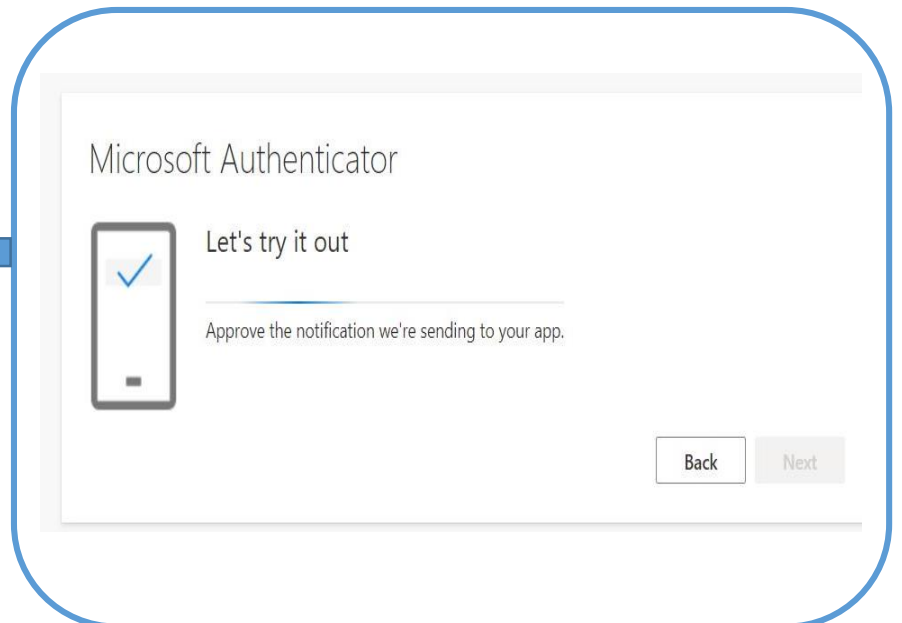 Microsoft Authenticator
Let's try it out
Approve the notification we're sending to your app.
Back
Next